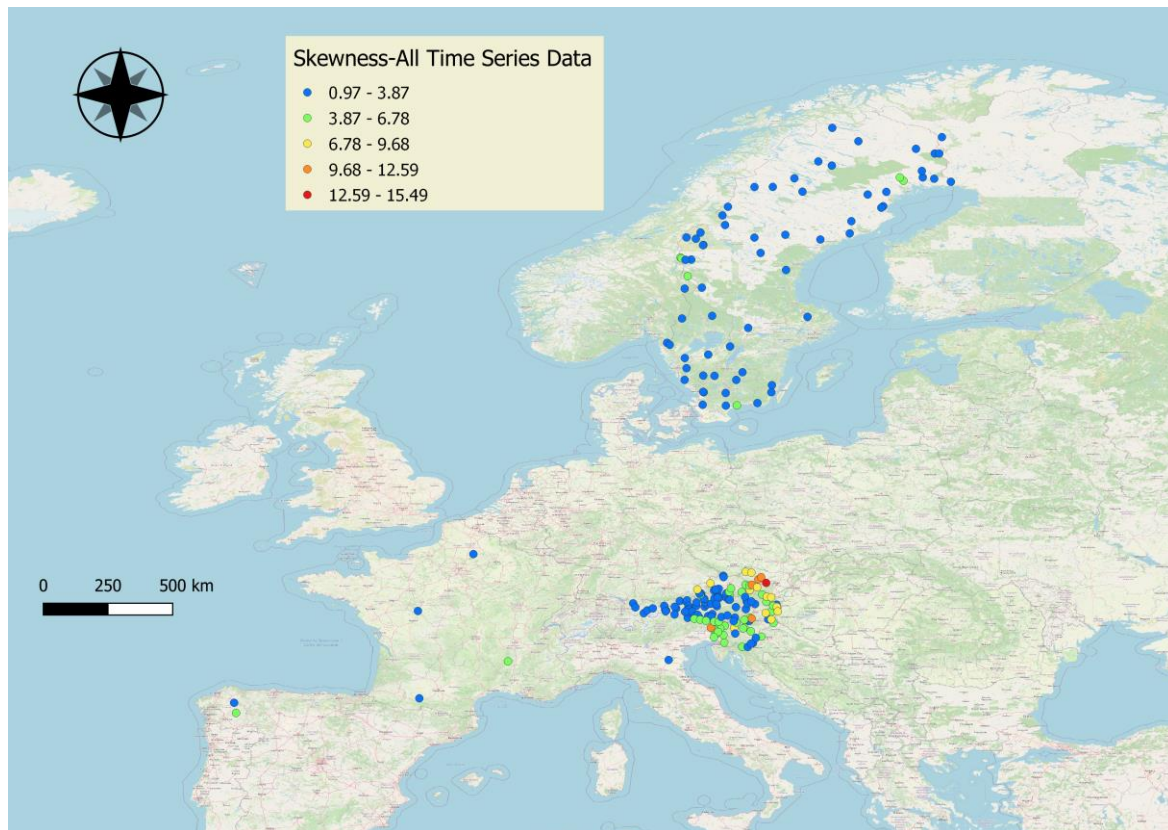 Skewness-All Time Series Data
0.97 - 3.87
3.87 - 6.78
6.78 - 9.68
9.68 - 12.59
12.59 - 15.49
0 250 500 km